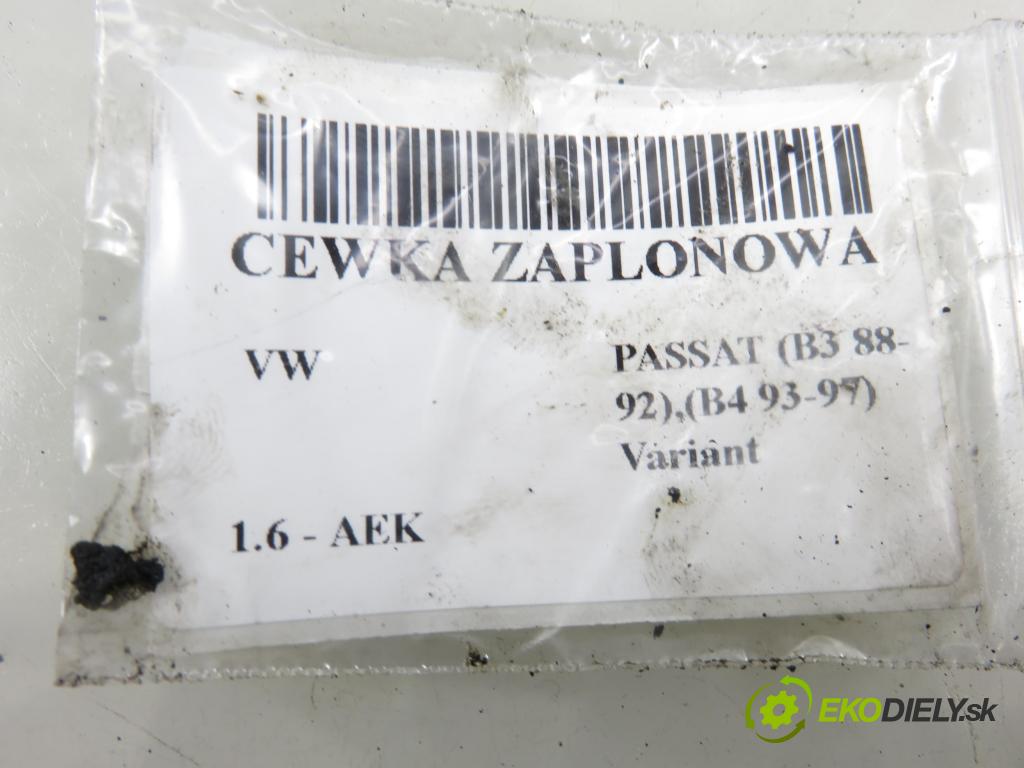 CEWKA ZAPLONOWA
VW
PASSAT (B3 88-
92),(B4 93-97)
Variant
1.6 - AEK
EKODIELY.sk